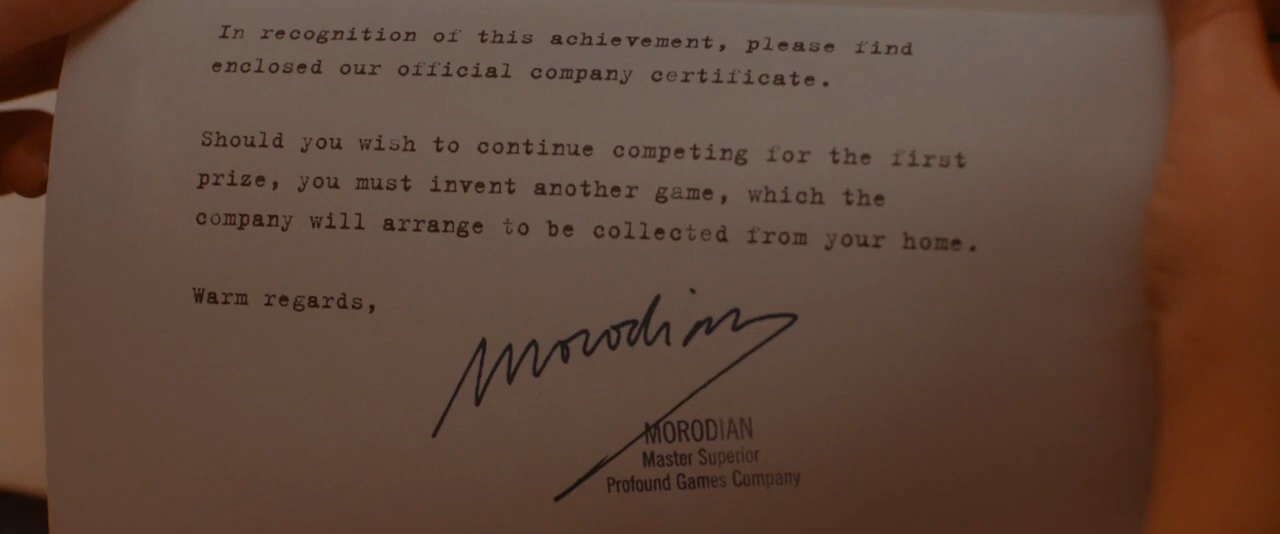 In recognition of this achievement, please find
enclosed our official company certificate.
Should you wish to continue competing for the first
prize, you must invent another game, which the
company will arrange to be collected from your home.
Warm regards,
Morodian
MORODIAN
Master Superior
Profound Games Company